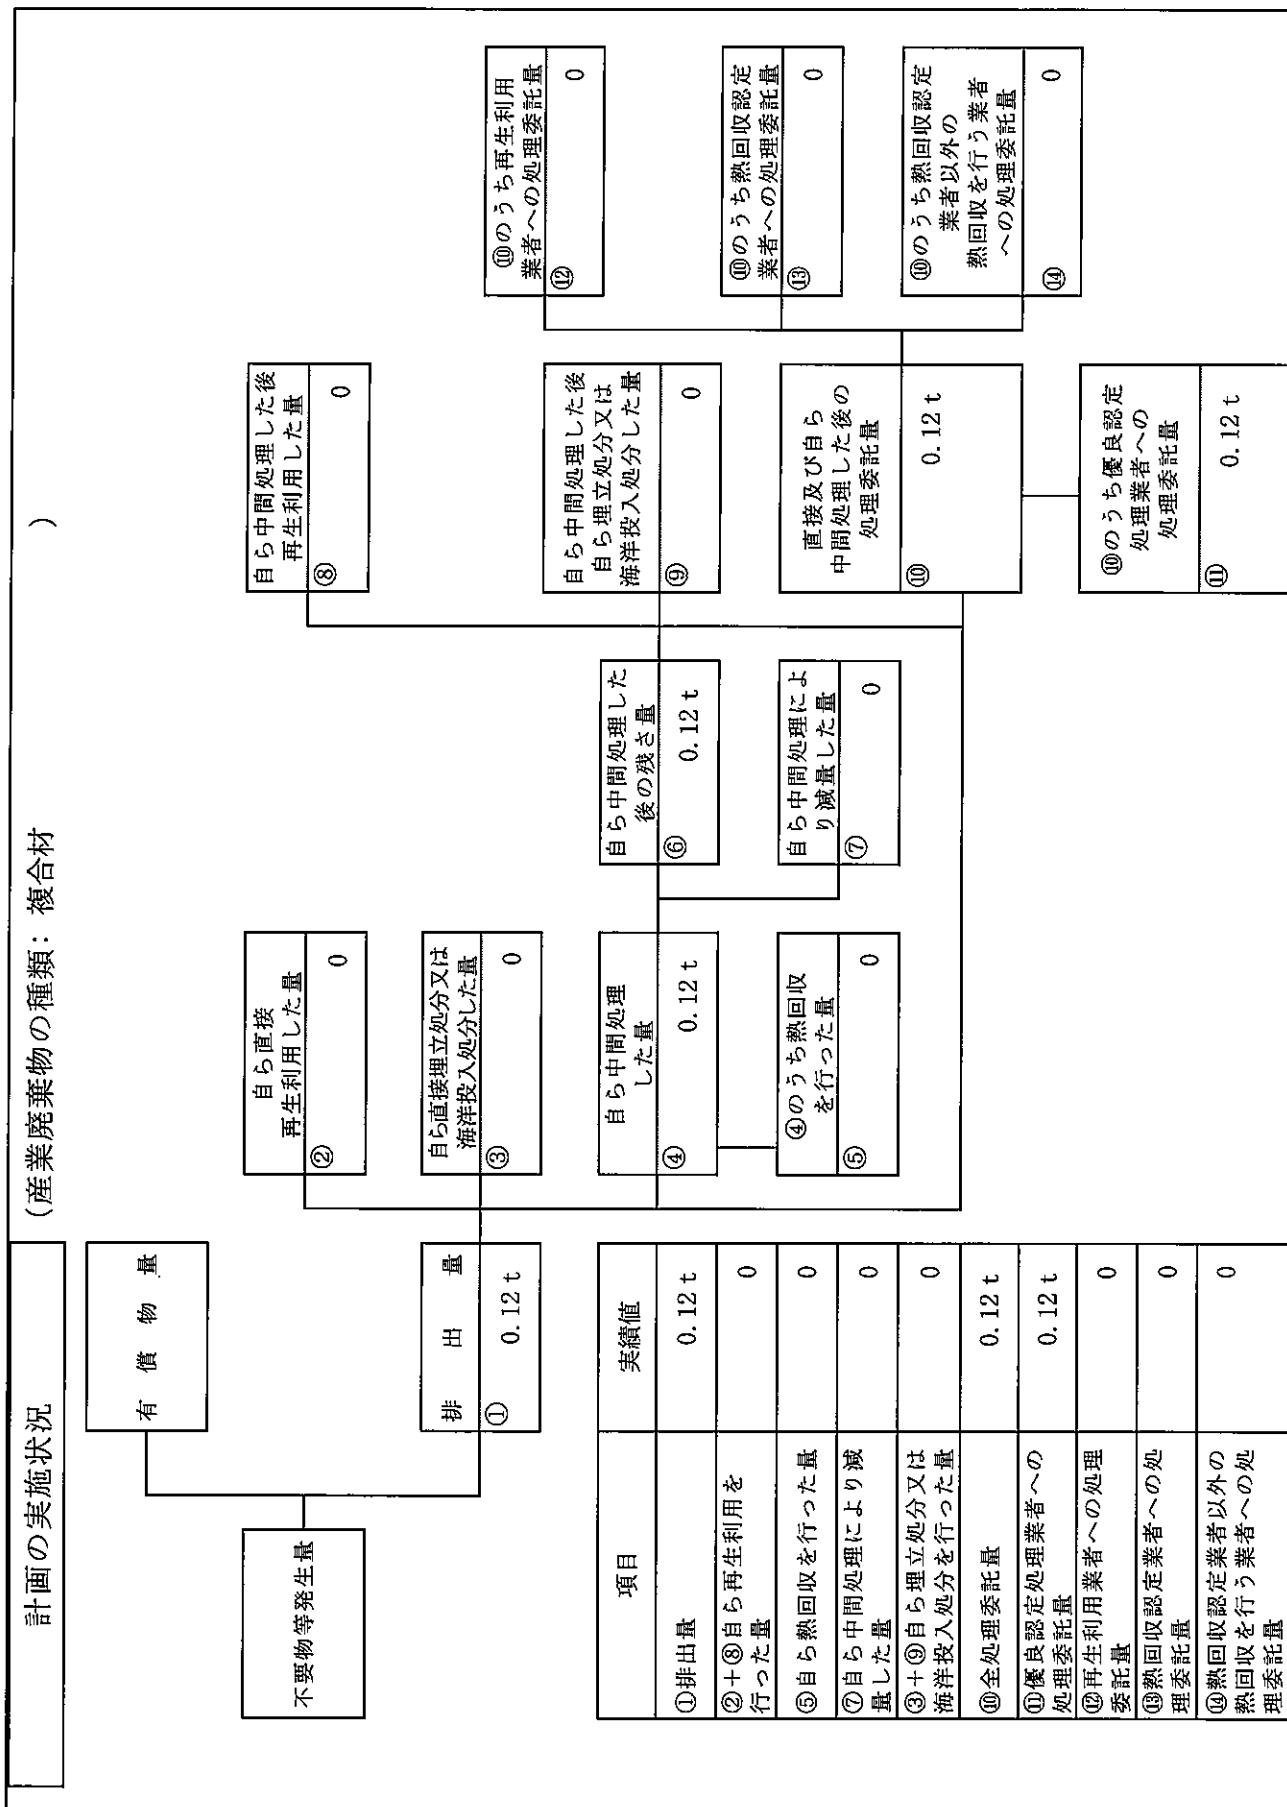 計画の実施状況
（産業廃棄物の種類：複合材　　　　）
不要物等発生量
有償物量
排出量
① 0.12ｔ
自ら直接
再生利用した量
② 0
自ら直接埋立処分又は
海洋投入処分した量
③ 0
自ら中間処理
した量
④ 0.12ｔ
④のうち熱回収
を行った量
⑤ 0
自ら中間処理した
後の残さ量
⑥ 0.12ｔ
自ら中間処理によ
り減量した量
⑦ 0
自ら中間処理した後
再生利用した量
⑧ 0
自ら中間処理した後
自ら埋立処分又は
海洋投入処分した量
⑨ 0
直接及び自ら
中間処理した後の
処理委託量
⑩ 0.12ｔ
⑩のうち優良認定
処理業者への
処理委託量
⑪ 0.12ｔ
⑩のうち再生利用
業者への処理委託量
⑫ 0
⑩のうち熱回収認定
業者への処理委託量
⑬ 0
⑩のうち熱回収認定
業者以外の
熱回収を行う業者
への処理委託量
⑭ 0
項目 実績値
①排出量 0.12ｔ
②＋⑧自ら再生利用を
行った量 0
⑤自ら熱回収を行った量 0
⑦自ら中間処理により減
量した量 0
③＋⑨自ら埋立処分又は
海洋投入処分を行った量 0
⑩全処理委託量 0.12ｔ
⑪優良認定処理業者への
処理委託量 0.12ｔ
⑫再生利用業者への処理
委託量 0
⑬熱回収認定業者への処
理委託量 0
⑭熱回収認定業者以外の
熱回収を行う業者への処
理委託量 0